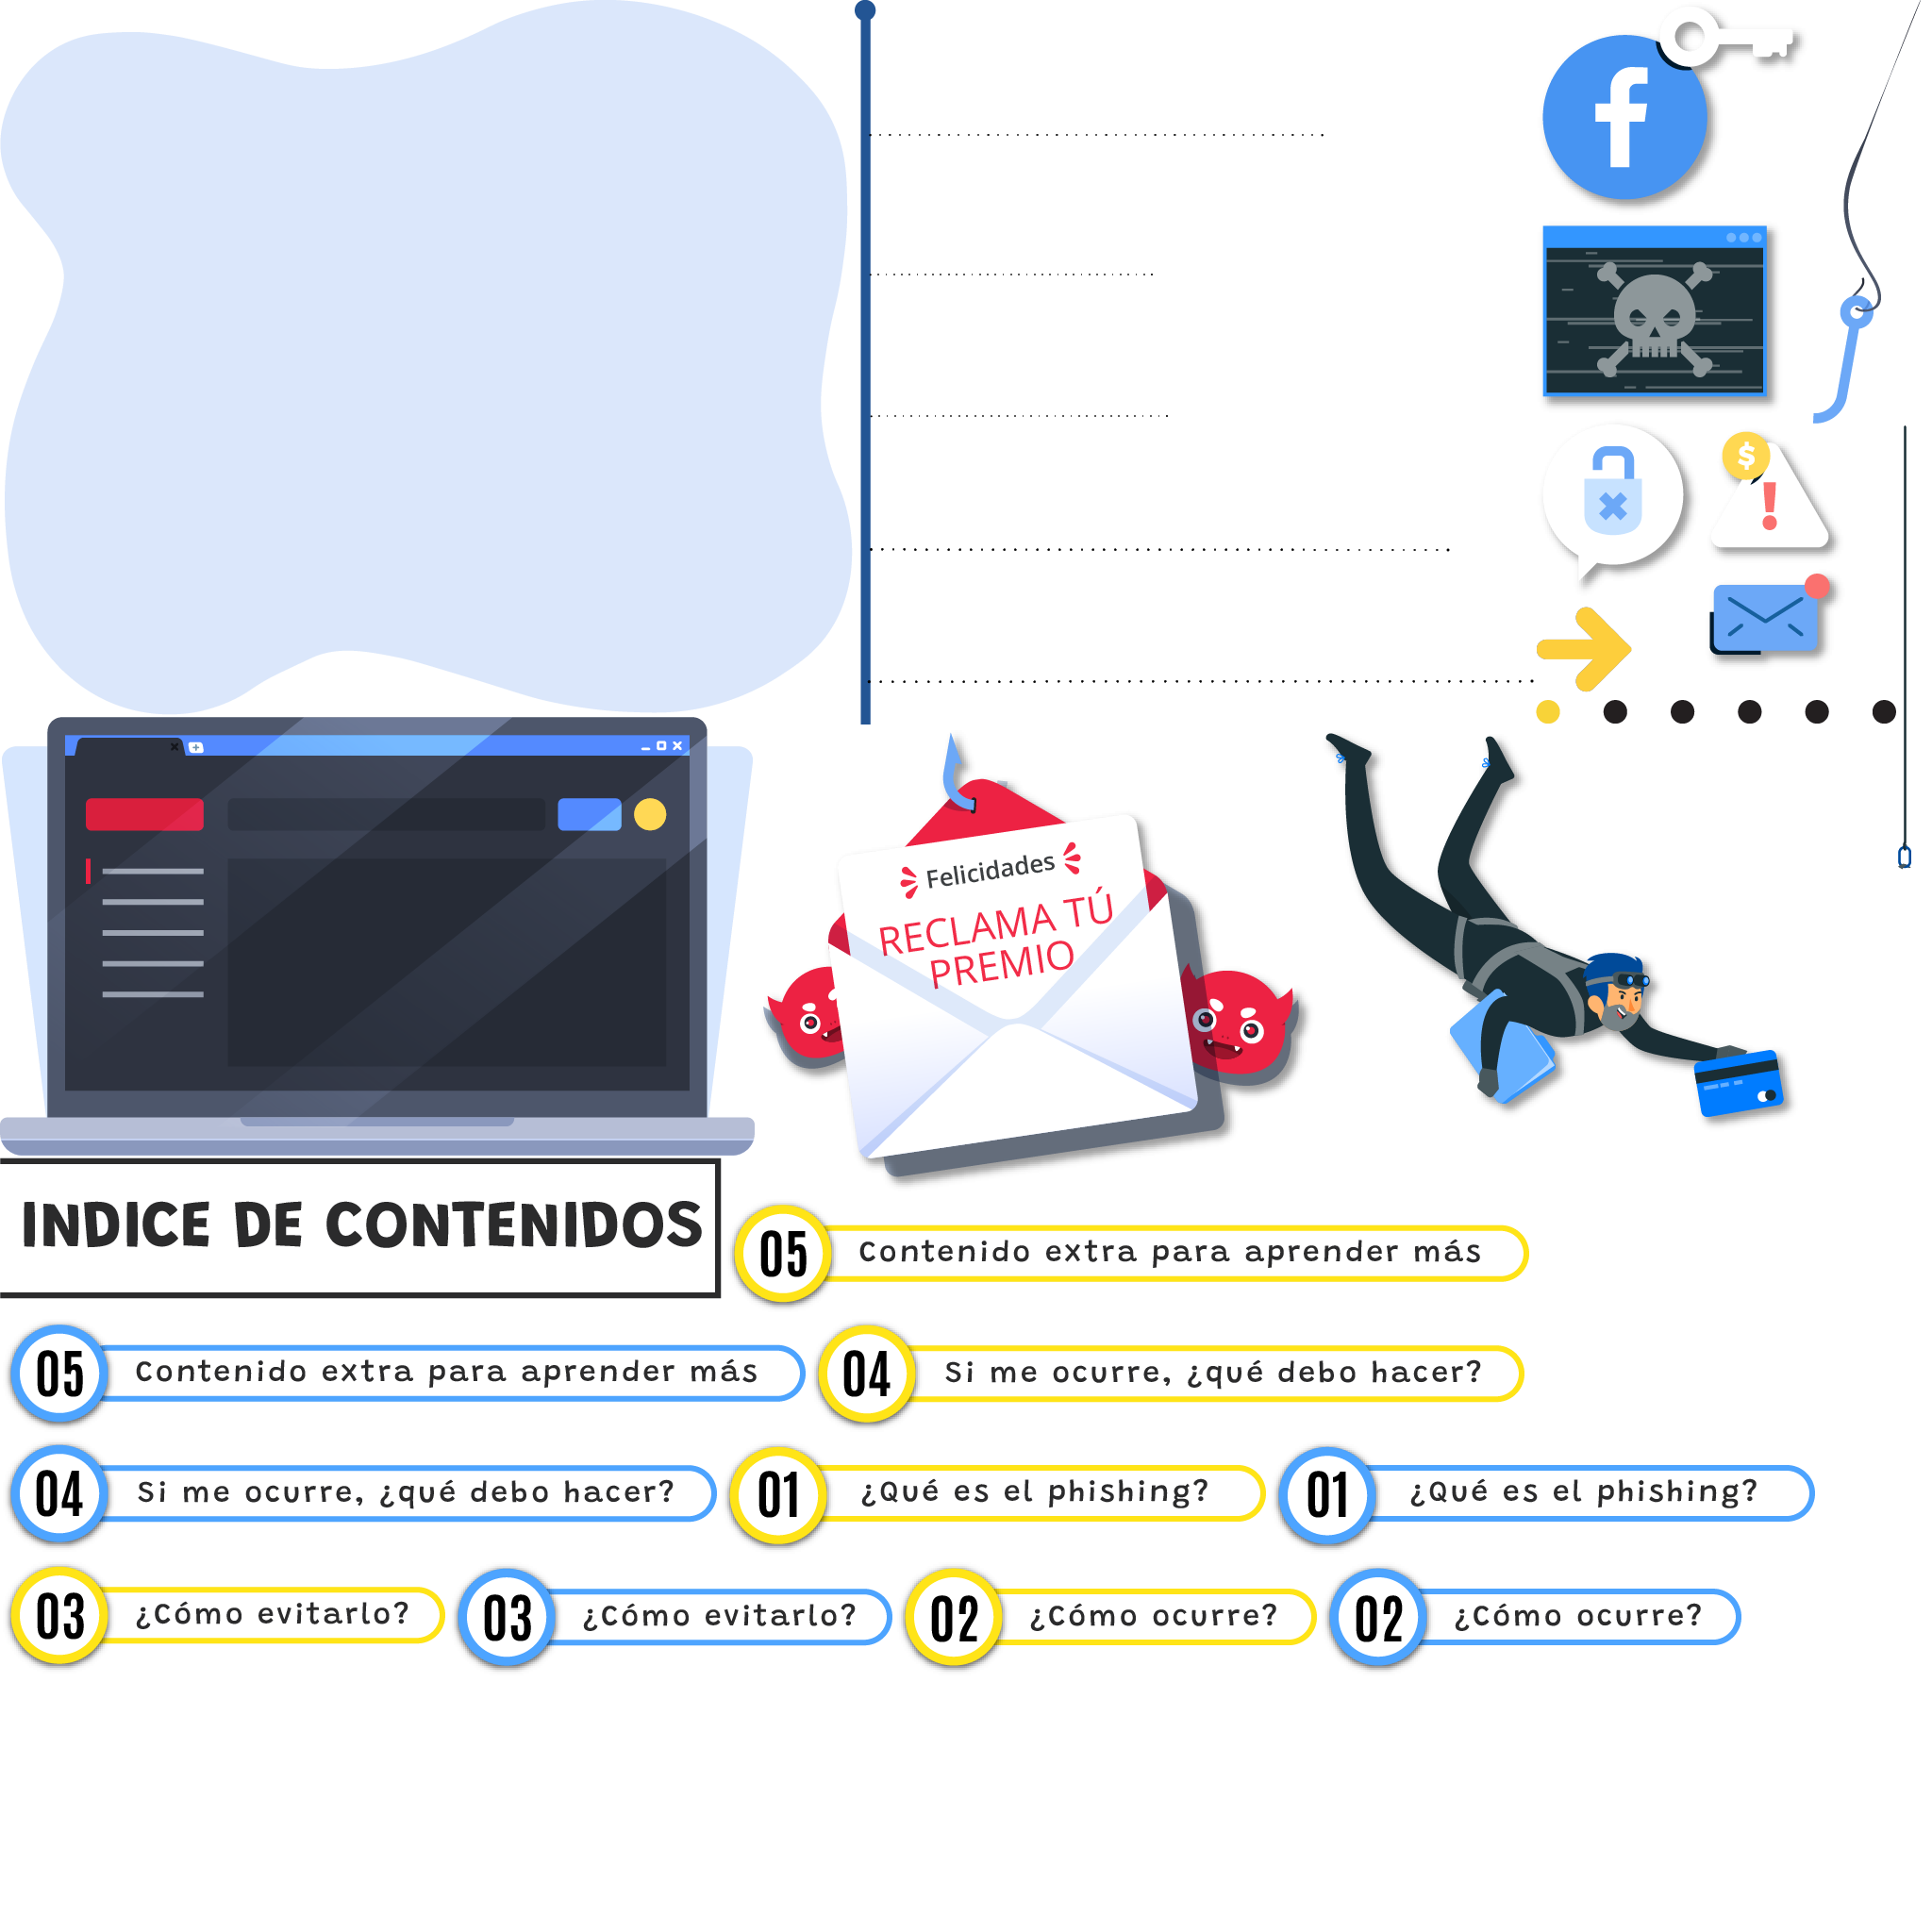 f
$
!
Felicidades
RECLAMA TÚ
PREMIO
INDICE DE CONTENIDOS
05 Contenido extra para aprender más
05 Contenido extra para aprender más
04 Si me ocurre, ¿qué debo hacer?
04 Si me ocurre, ¿qué debo hacer?
01 ¿Qué es el phishing?
01 ¿Qué es el phishing?
03 ¿Cómo evitarlo?
03 ¿Cómo evitarlo?
02 ¿Cómo ocurre?
02 ¿Cómo ocurre?